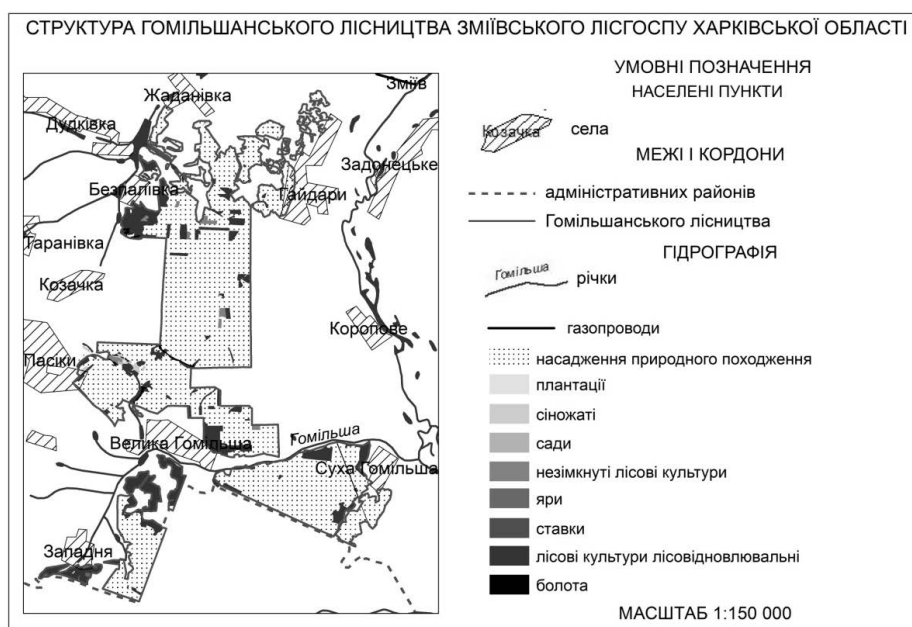 СТРУКТУРА ГОМІЛЬШАНСЬКОГО ЛІСНИЦТВА ЗМІЇВСЬКОГО ЛІСГОСПУ ХАРКІВСЬКОЇ ОБЛАСТІ
Жаданівка
Зміїв
Дудківка
Задонецьке
Безпалівка
Гайдари
Таранівка
Козачка
Коропове
Пасіки
Велика Гомільша
Гомільша
Суха Гомільша
Западня
УМОВНІ ПОЗНАЧЕННЯ
НАСЕЛЕНІ ПУНКТИ
Козачка
села
МЕЖІ І КОРДОНИ
адміністративних районів
Гомільшанського лісництва
ГІДРОГРАФІЯ
Гомільша
річки
газопроводи
насадження природного походження
плантації
сіножаті
сади
незімкнуті лісові культури
яри
ставки
лісові культури лісовідновлювальні
болота
МАСШТАБ 1:150 000